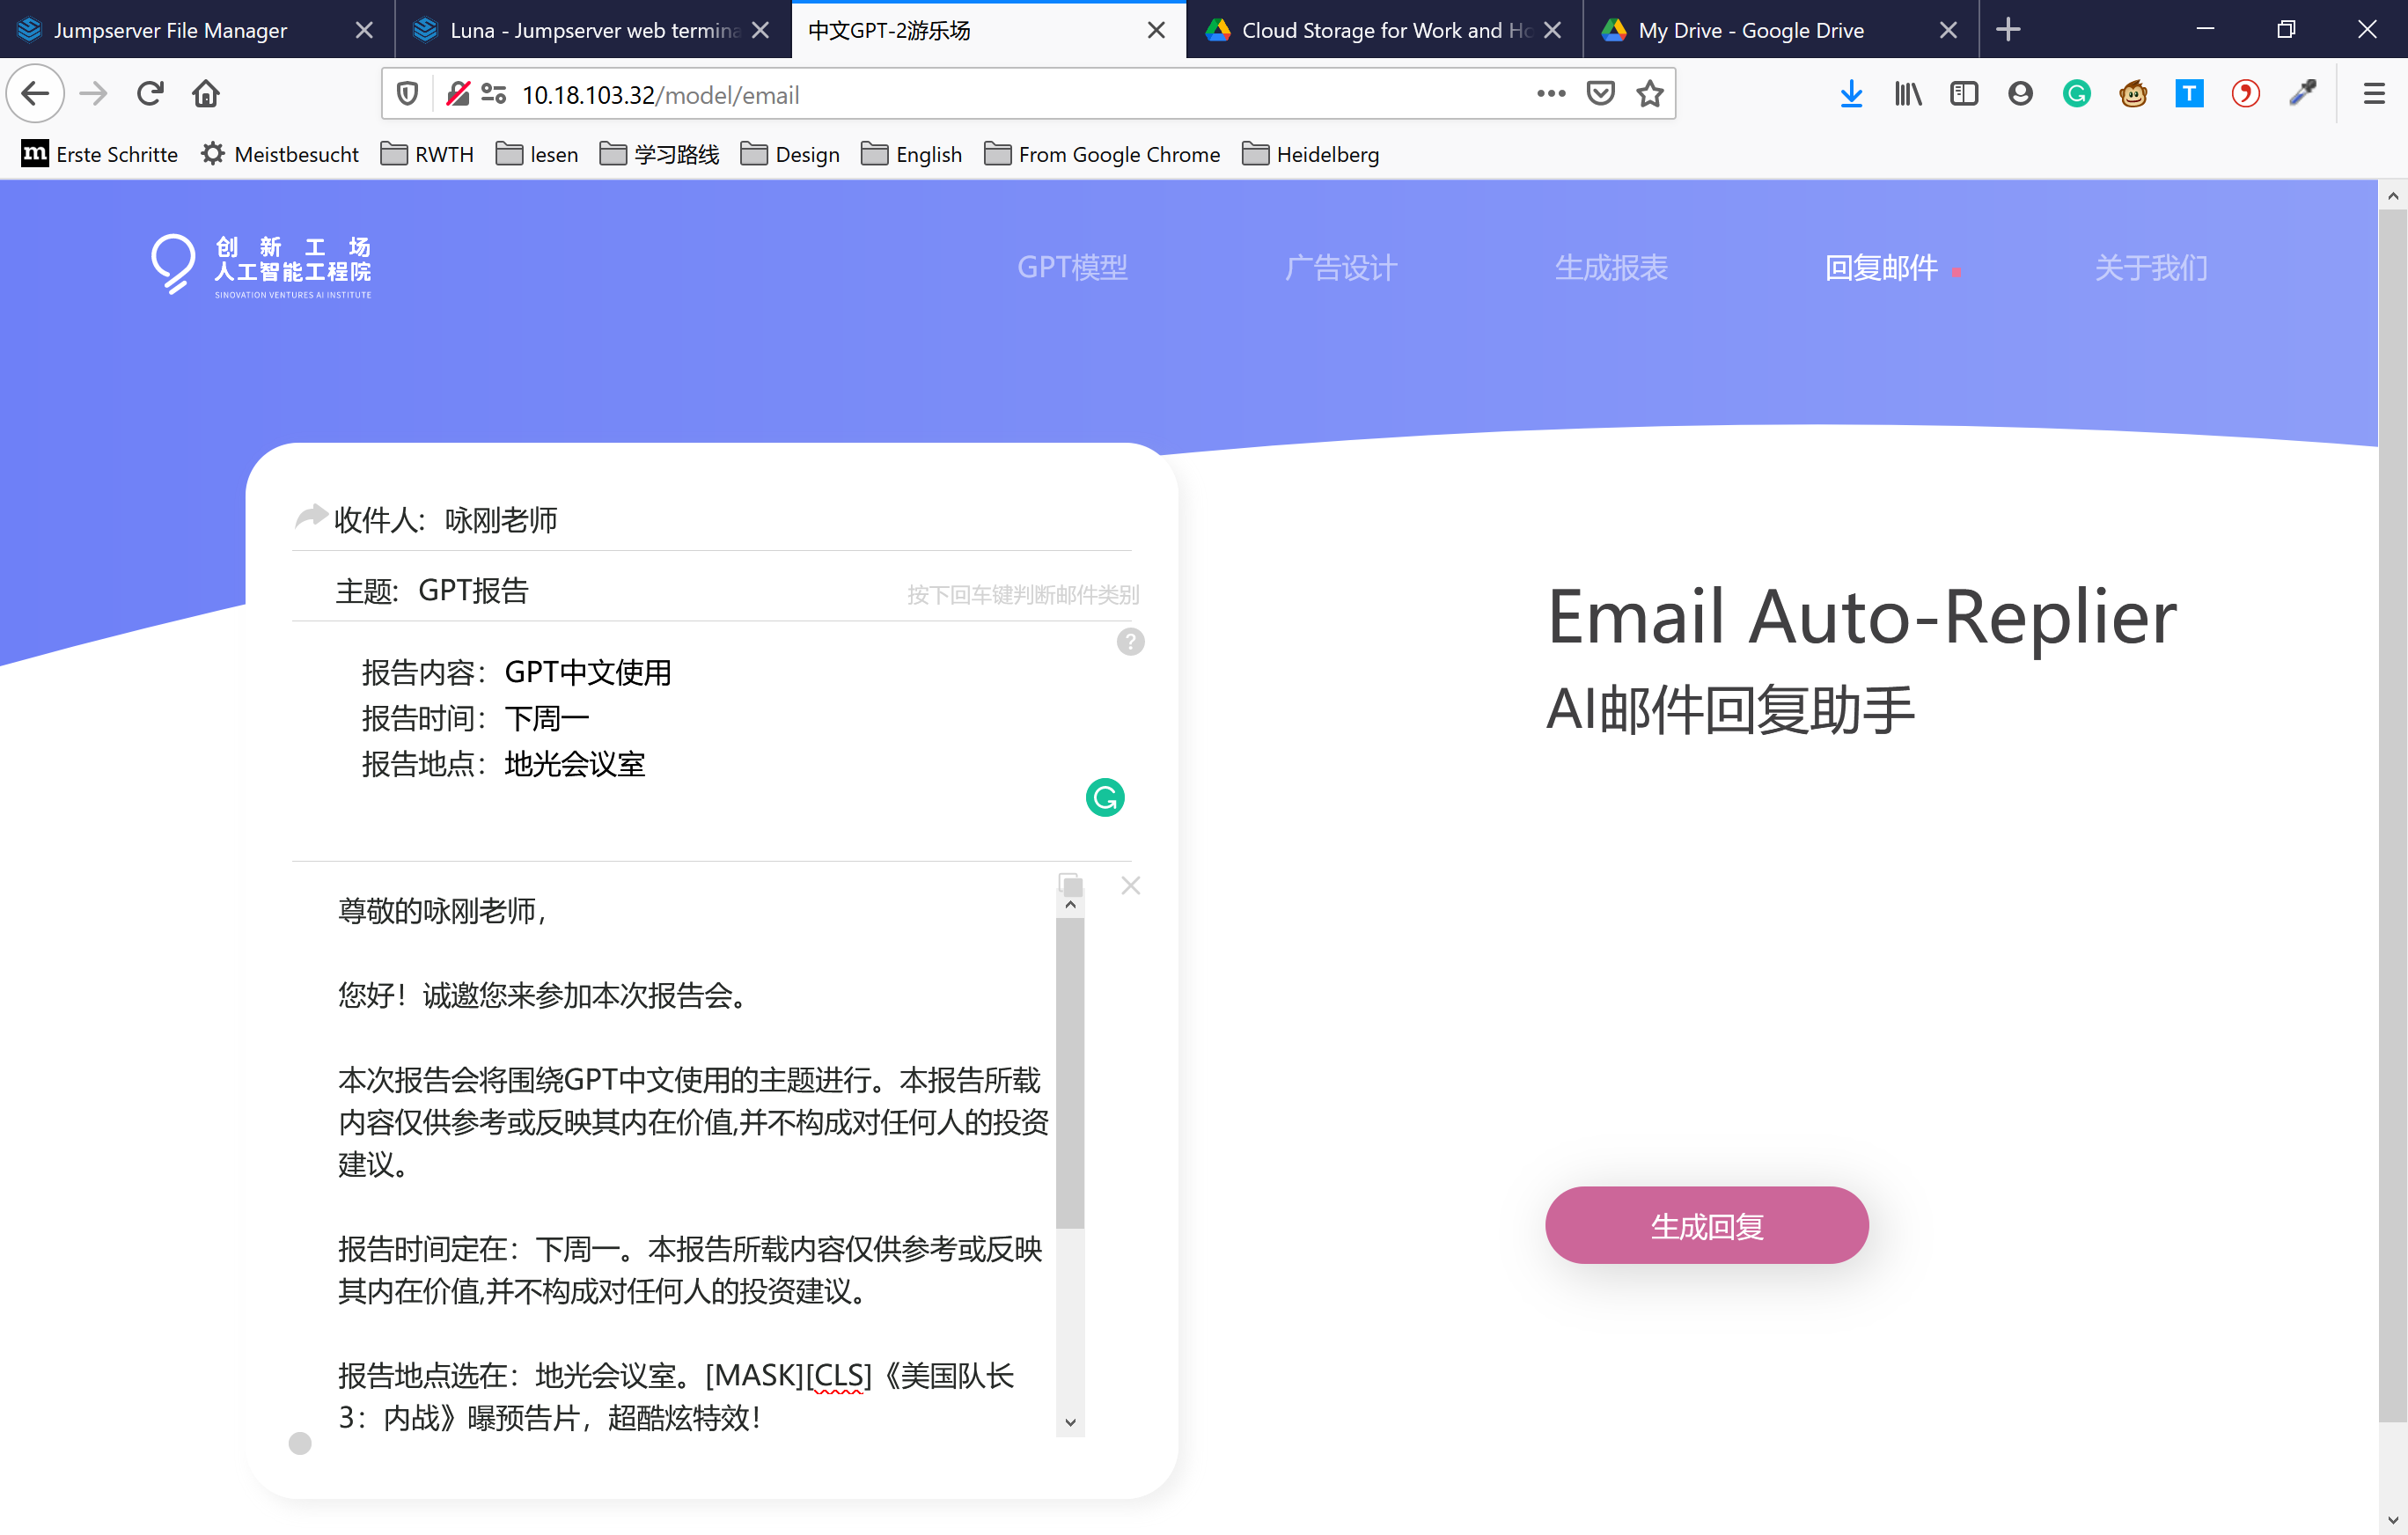 Jumpserver File Manager
Luna - Jumpserver web termina
中文GPT-2游乐场
Cloud Storage for Work and Ho
My Drive - Google Drive
10.18.103.32/model/email
T
m Erste Schritte
Meistbesucht
RWTH
lesen
学习路线
Design
English
From Google Chrome
Heidelberg
创新工场
人工智能工程院
SINOVATION VENTURES AI INSTITUTE
GPT模型
广告设计
生成报表
回复邮件
关于我们
收件人: 咏刚老师
主题: GPT报告
按下回车键判断邮件类别
?
报告内容：GPT中文使用
报告时间：下周一
报告地点：地光会议室
尊敬的咏刚老师，
您好！诚邀您来参加本次报告会。
本次报告会将围绕GPT中文使用的主题进行。本报告所载
内容仅供参考或反映其内在价值,并不构成对任何人的投资
建议。
报告时间定在：下周一。本报告所载内容仅供参考或反映
其内在价值,并不构成对任何人的投资建议。
报告地点选在：地光会议室。[MASK][CLS]《美国队长
3：内战》曝预告片，超酷炫特效！
Email Auto-Replier
AI邮件回复助手
生成回复